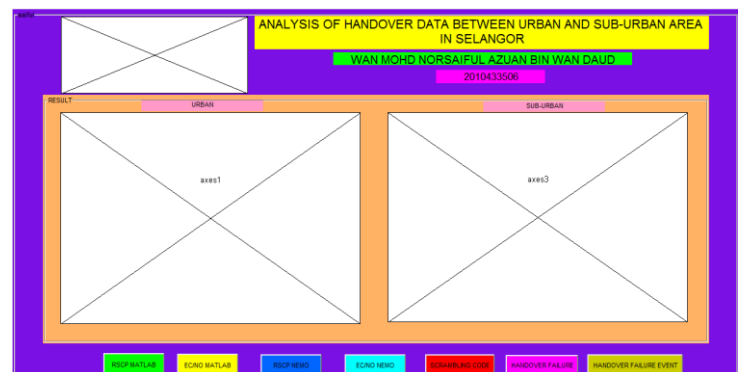 ANALYSIS OF HANDOVER DATA BETWEEN URBAN AND SUB-URBAN AREA
IN SELANGOR
WAN MOHD NORSAIFUL AZUAN BIN WAN DAUD
2010433506
RESULT
URBAN
SUB-URBAN
axes1
axes3
RSCP MATLAB
EC/NO MATLAB
RSCP NEMO
EC/NO NEMO
SCRAMBLING CODE
HANDOVER FAILURE
HANDOVER FAILURE EVENT